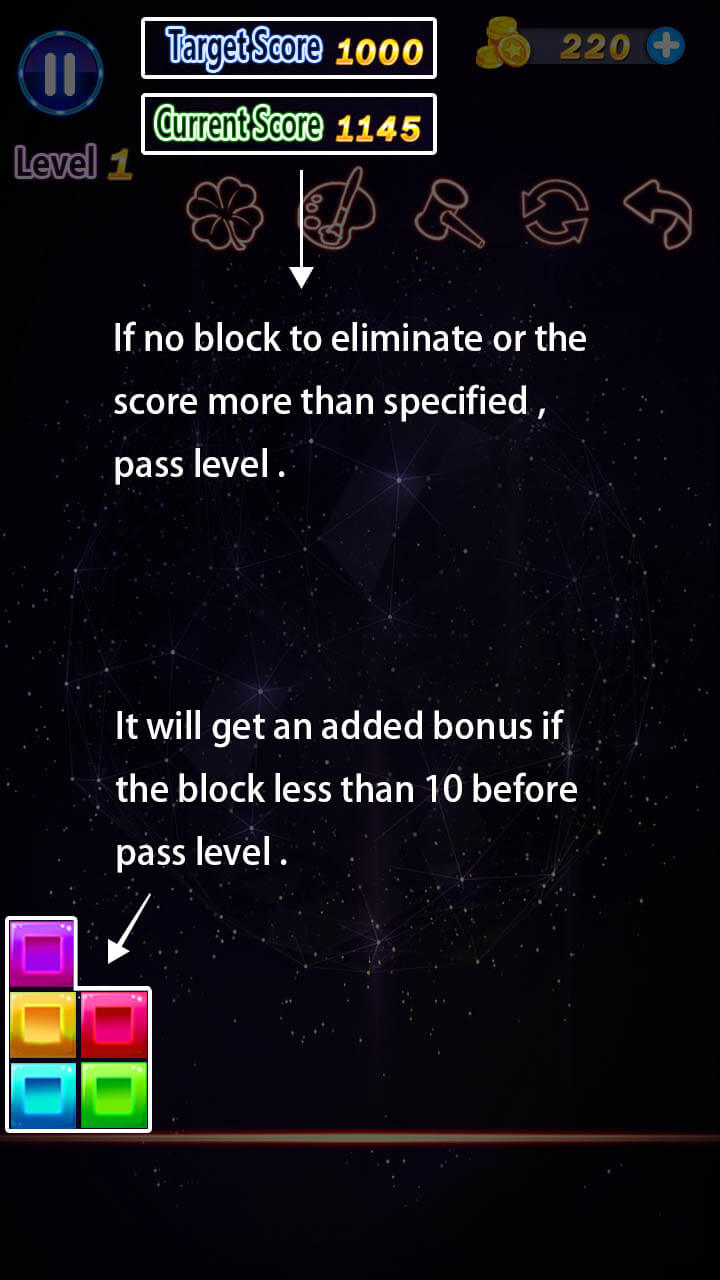 Target Score 1000
220
Current Score 1145
Level 1
If no block to eliminate or the
score more than specified ,
pass level .
It will get an added bonus if
the block less than 10 before
pass level .